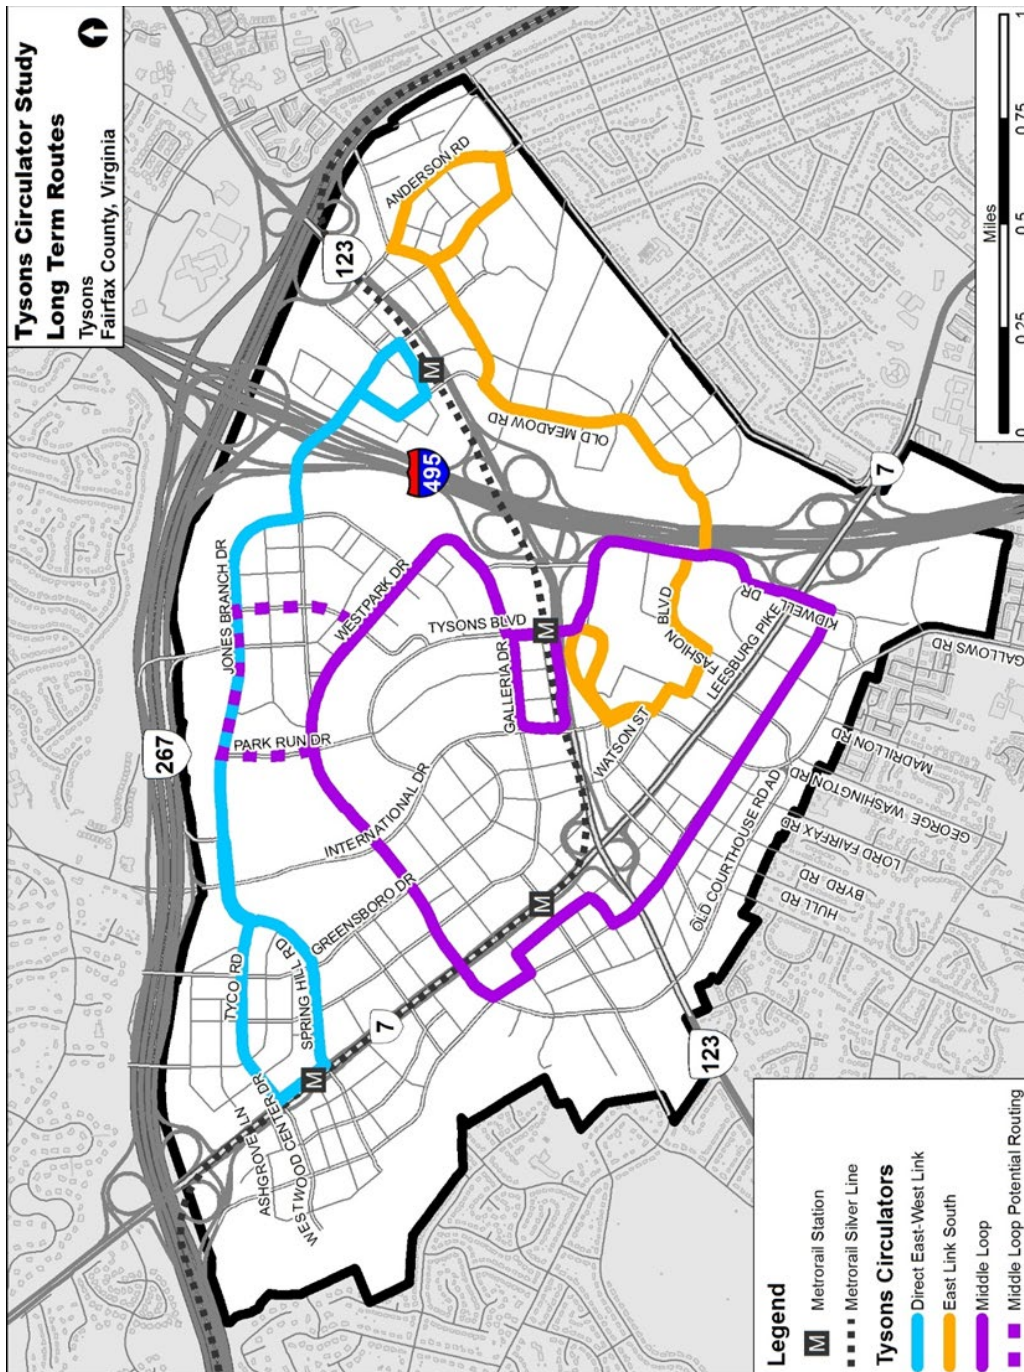 Tysons Circulator Study
Long Term Routes
Tysons
Fairfax County, Virginia
ANDERSON RD
123
M
495
OLD MEADOW RD
JONES BRANCH DR
WESTPARK DR
TYSONS BLVD
M
GALLERIA DR
FASHION
BLVD
KIDWELL
DR
LEESBURG PIKE
7
GALLOWS RD
267
PARK RUN DR
INTERNATIONAL DR
WATSON ST
GREENSBORO DR
M
OLD COURTHOUSE RD AD
MADRILLON RD
GEORGE WASHINGTON RD
LORD FAIRFAX RD
BYRD RD
HULL RD
TYCO RD
SPRING HILL RD
7
M
123
ASHGROVE LN
WESTWOOD CENTER DR
Miles
0 0.25 0.5 0.75 1
Legend
M Metrorail Station
Metrorail Silver Line
Tysons Circulators
Direct East-West Link
East Link South
Middle Loop
Middle Loop Potential Routing